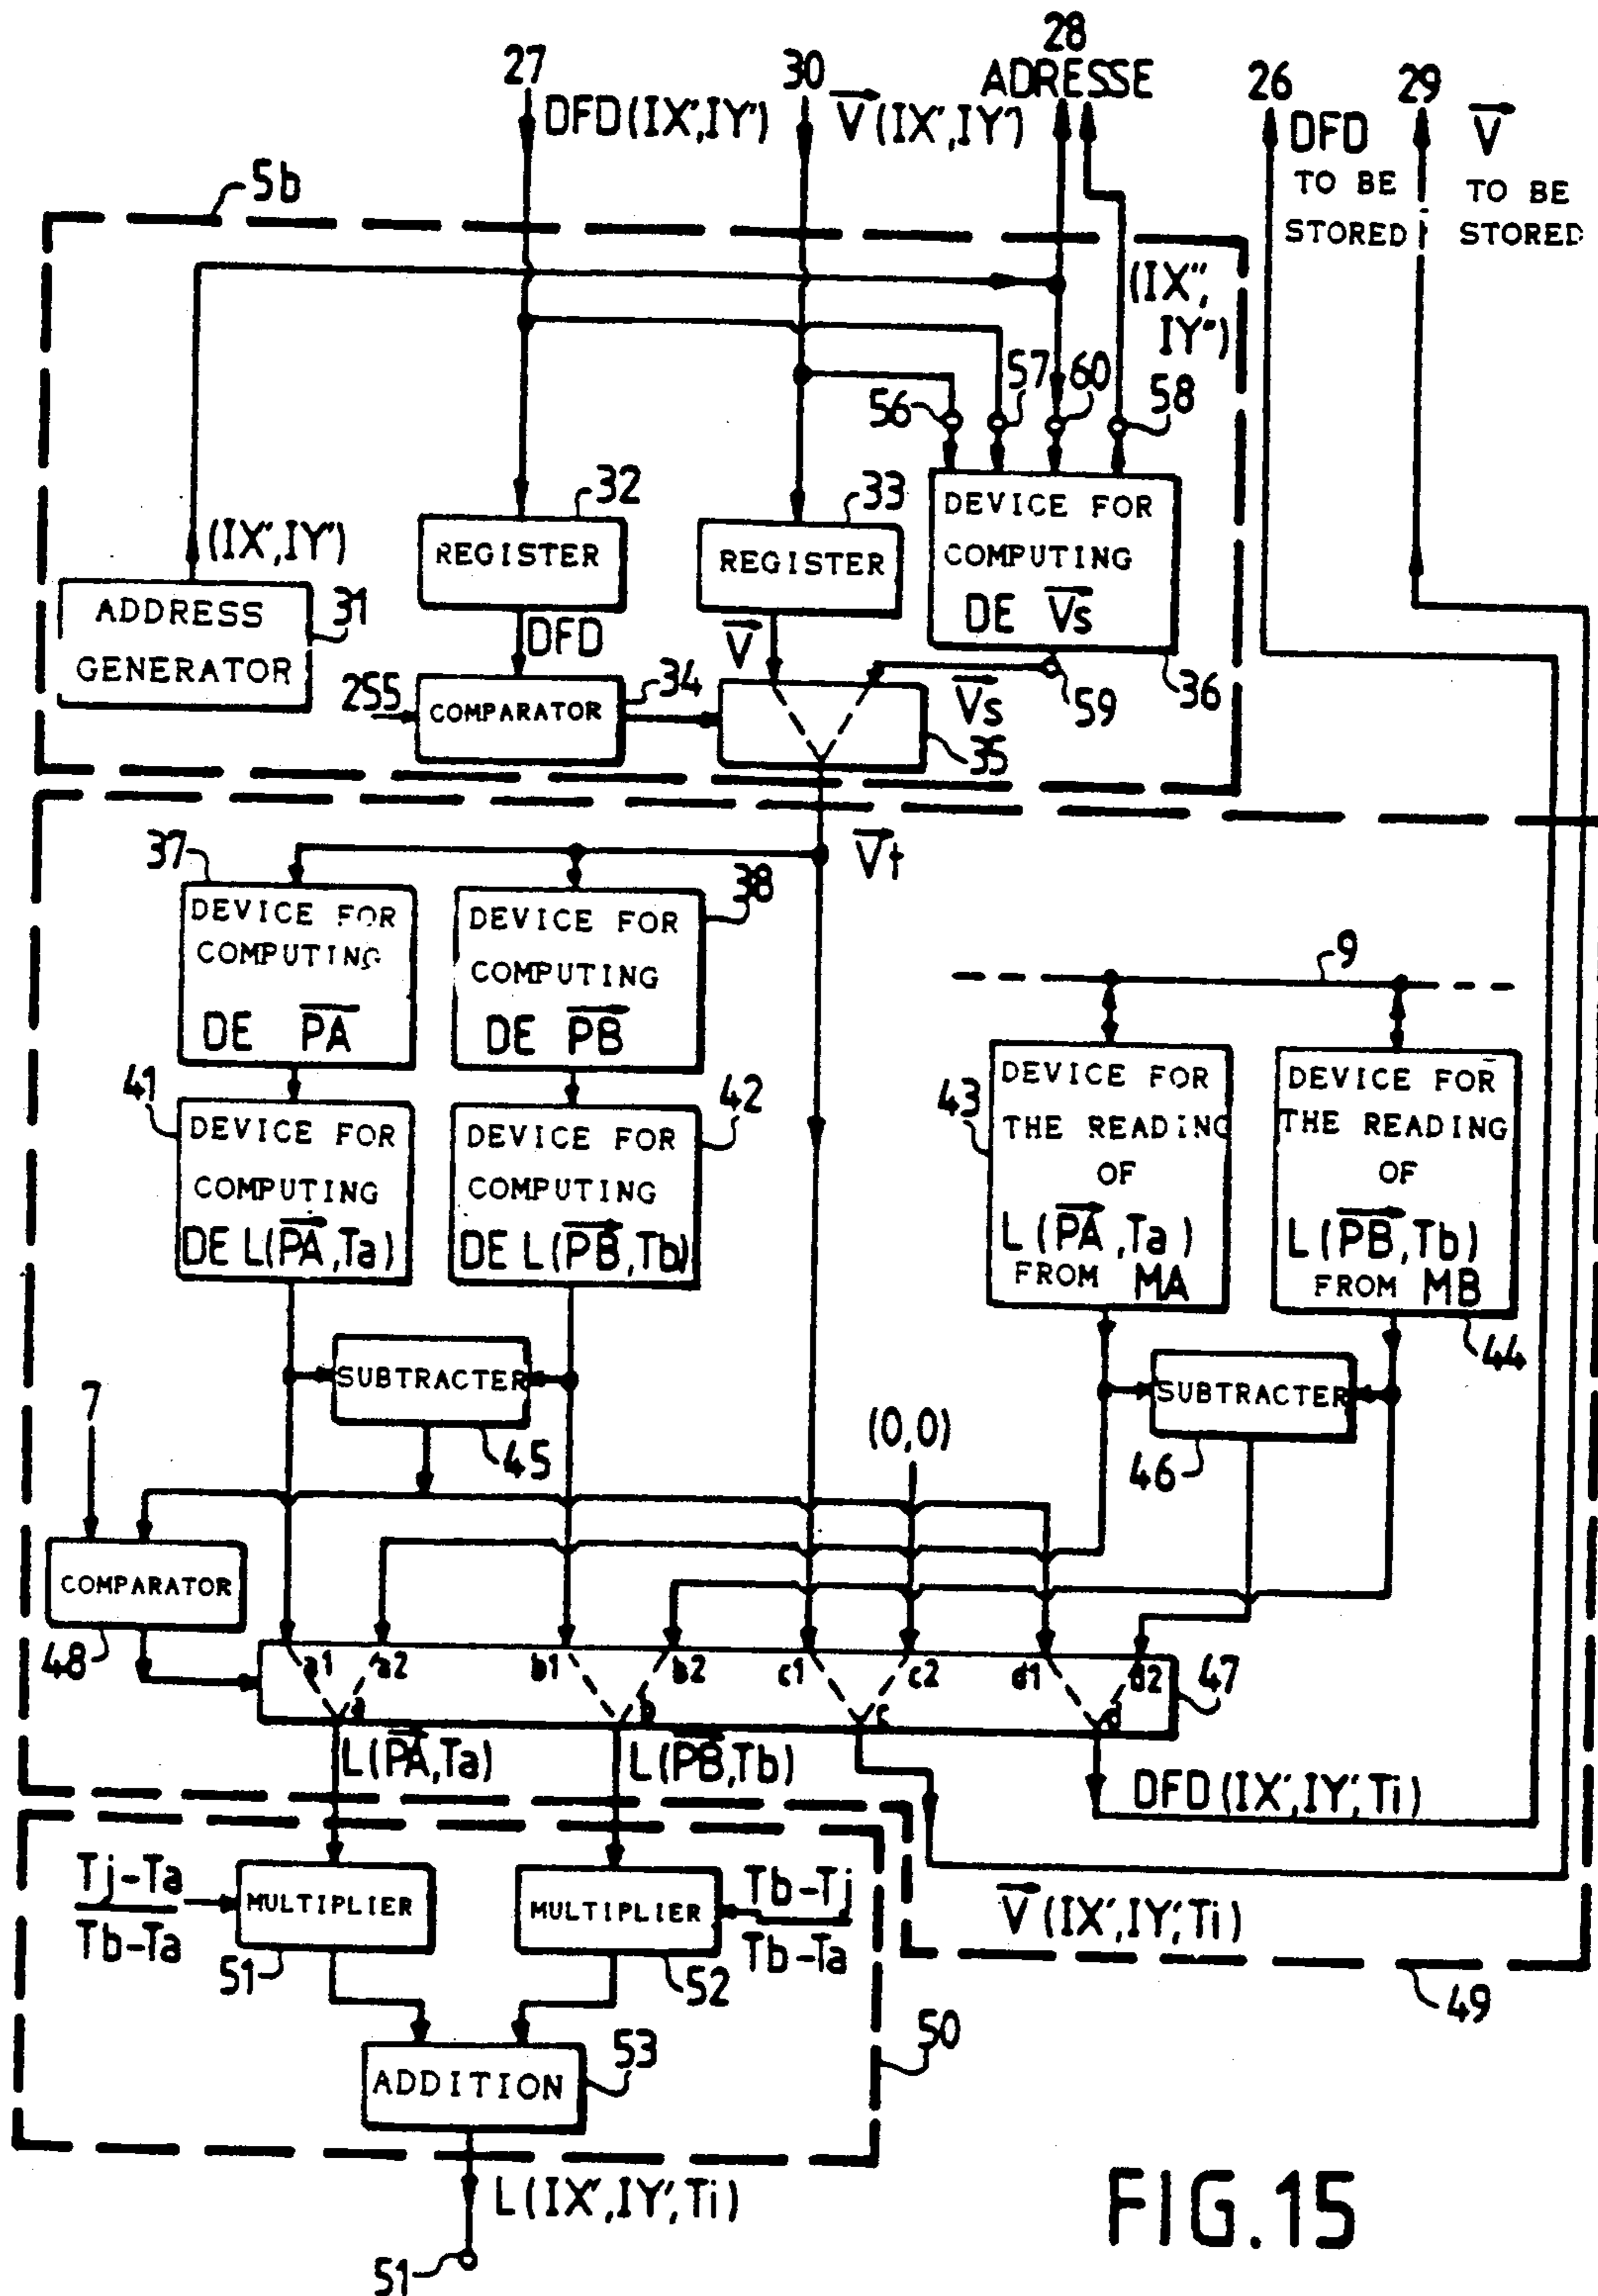 27
DFD(IX',IY')
30
V(IX',IY')
28
ADRESSE
26
DFD
TO BE
STORED
29
V
TO BE
STORED
5b
(IX'',
IY'')
56
57
60
58
(IX',IY')
ADDRESS
GENERATOR
31
REGISTER
32
REGISTER
33
DEVICE FOR
COMPUTING
DE Vs
36
DFD
V
255
COMPARATOR
34
Vs
59
35
Vt
37
DEVICE FOR
COMPUTING
DE PA
38
DEVICE FOR
COMPUTING
DE PB
9
41
DEVICE FOR
COMPUTING
DE L(PA,Ta)
42
DEVICE FOR
COMPUTING
DE L(PB,Tb)
43
DEVICE FOR
THE READING
OF
L(PA,Ta)
FROM MA
DEVICE FOR
THE READING
OF
L(PB,Tb)
FROM MB
44
SUBTRACTER
45
SUBTRACTER
46
7
(0,0)
COMPARATOR
48
a1 a2 b1 b2 c1 c2 d1 d2
a b c d
47
L(PA,Ta)
L(PB,Tb)
DFD(IX',IY',Ti)
V(IX',IY',Ti)
Tj-Ta
Tb-Ta
MULTIPLIER
51
MULTIPLIER
52
Tb-Tj
Tb-Ta
49
50
ADDITION
53
L(IX',IY',Ti)
51
FIG.15